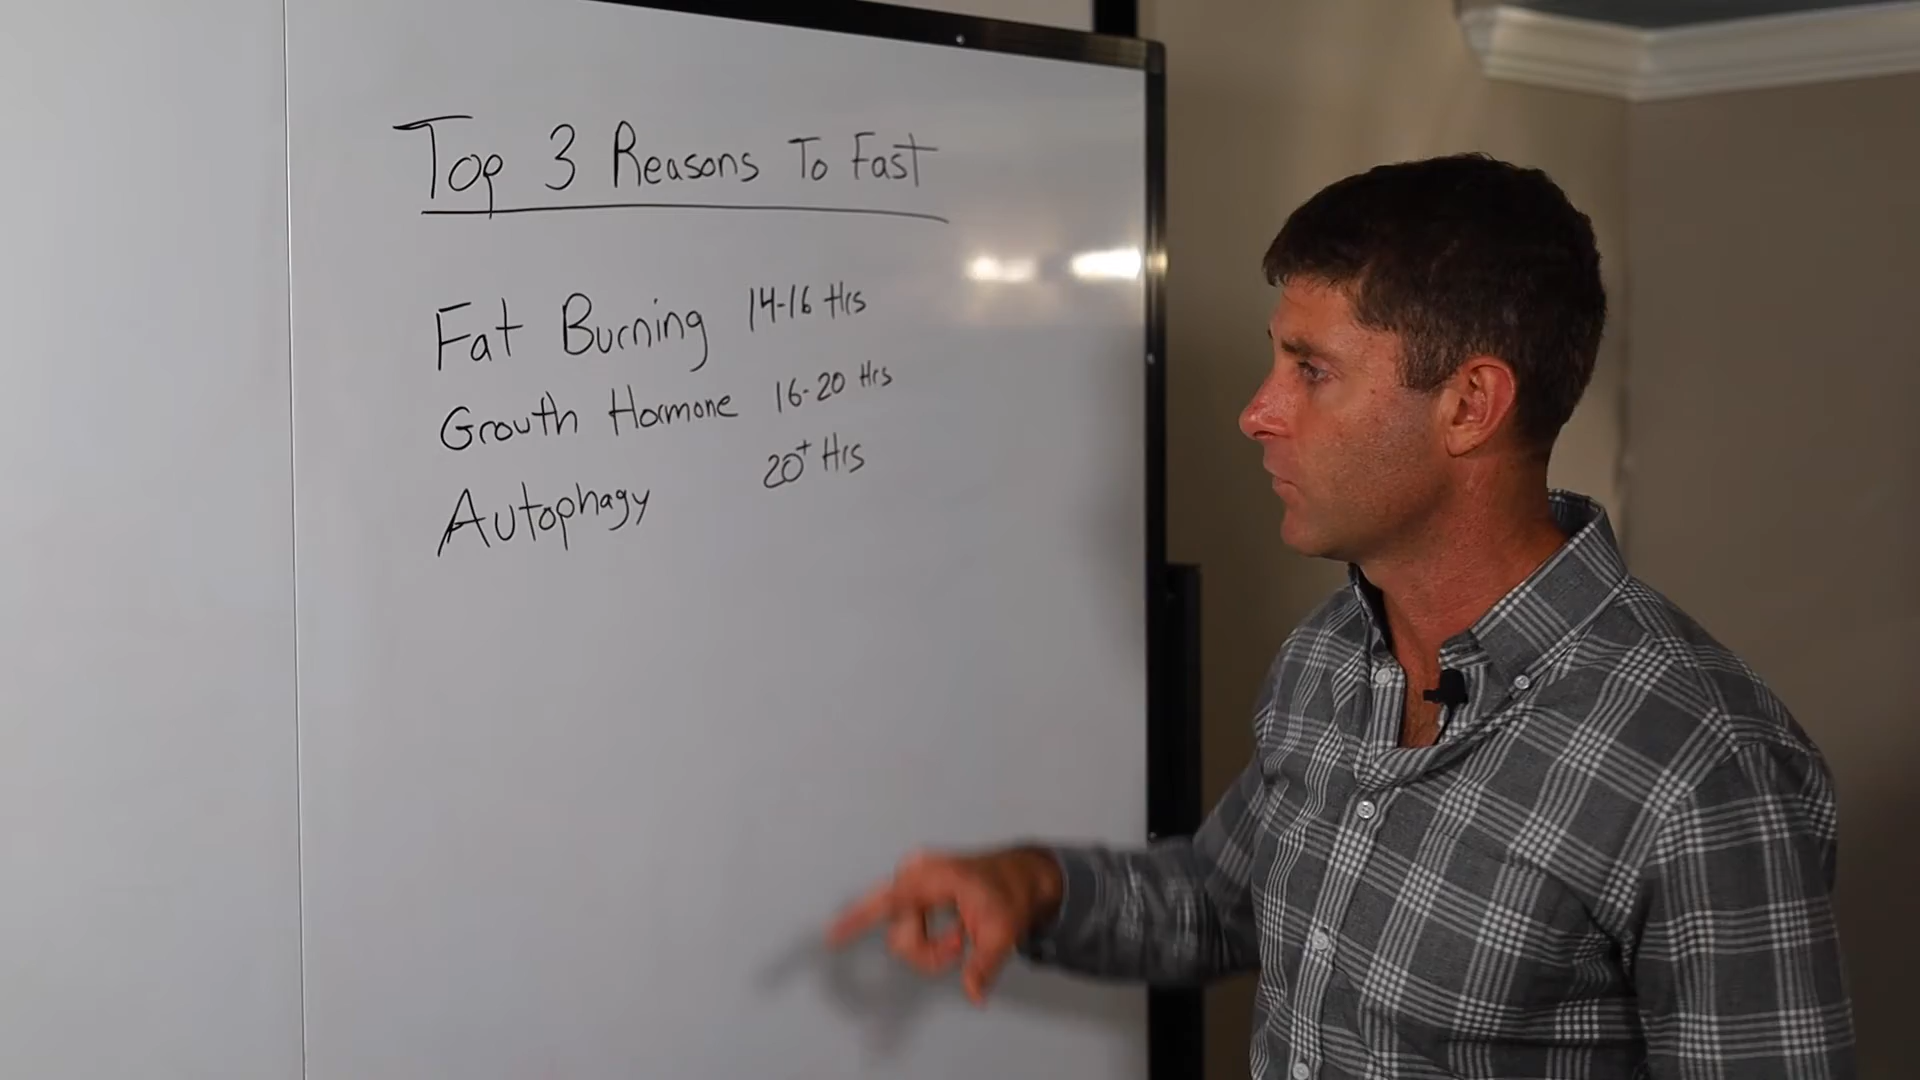 Top 3 Reasons To Fast
Fat Burning 14-16 Hrs
Growth Hormone 16-20 Hrs
Autophagy 20+ Hrs